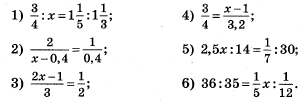 1) 3/4 : x = 1 1/5 : 1 1/3;
2) 2/(x-0,4) = 1/0,4;
3) (2x-1)/3 = 1/2;
4) 3/4 = (x-1)/3,2;
5) 2,5x : 14 = 1/7 : 30;
6) 36 : 35 = 1/5 x : 1/12.